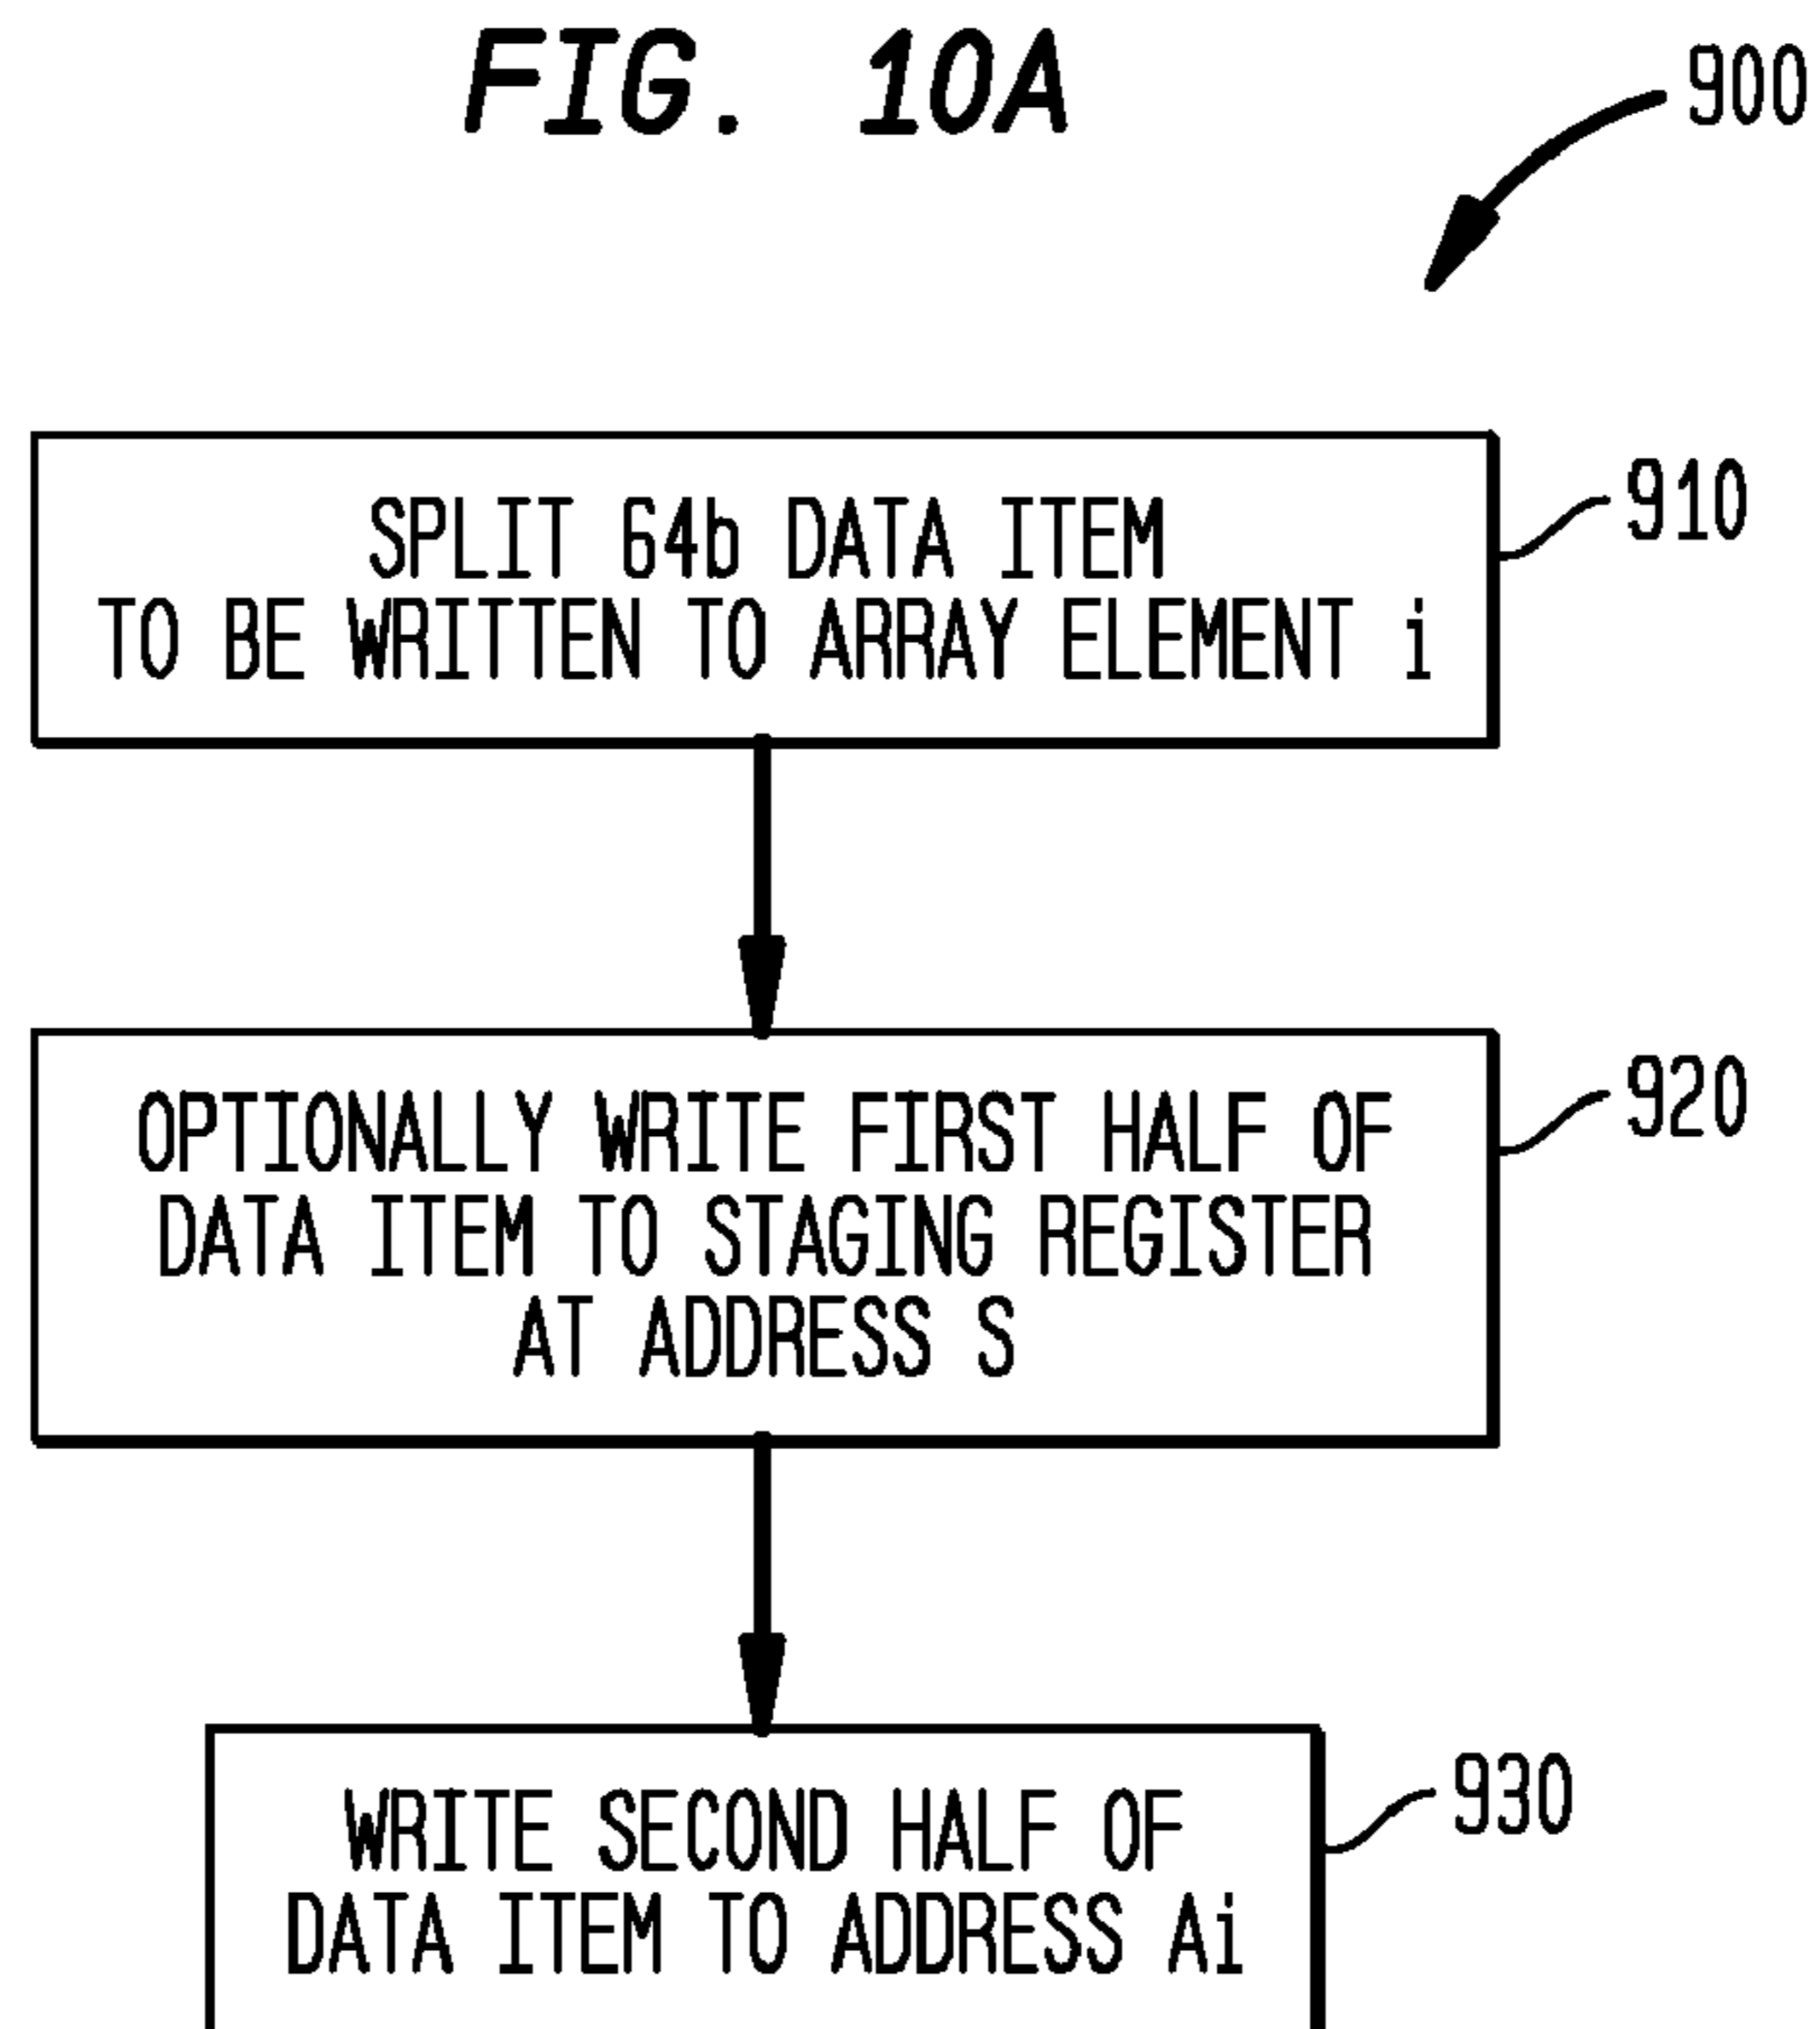 FIG. 10A
900
SPLIT 64b DATA ITEM
TO BE WRITTEN TO ARRAY ELEMENT i
910
OPTIONALLY WRITE FIRST HALF OF
DATA ITEM TO STAGING REGISTER
AT ADDRESS S
920
WRITE SECOND HALF OF
DATA ITEM TO ADDRESS Ai
930